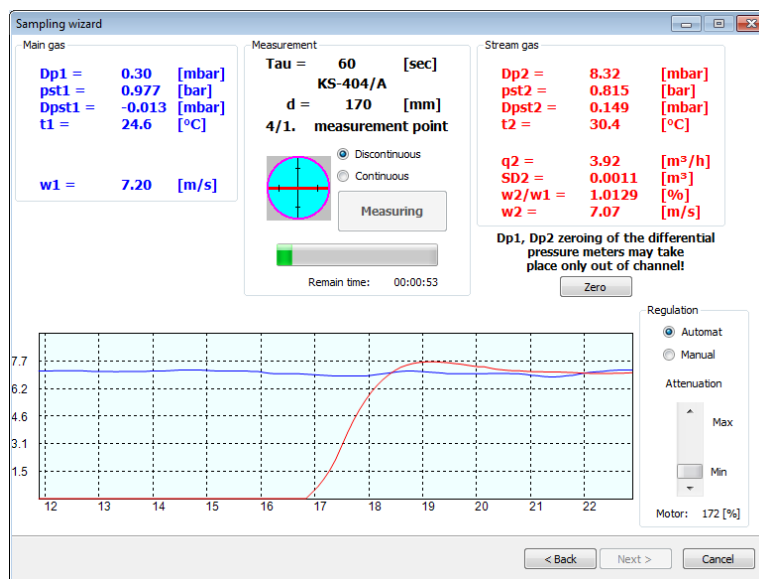 Sampling wizard
Main gas
Dp1 = 0.30 [mbar]
pst1 = 0.977 [bar]
Dpst1 = -0.013 [mbar]
t1 = 24.6 [°C]
w1 = 7.20 [m/s]
Measurement
Tau = 60 [sec]
KS-404/A
d = 170 [mm]
4/1. measurement point
Discontinuous
Continuous
Measuring
Remain time: 00:00:53
Stream gas
Dp2 = 8.32 [mbar]
pst2 = 0.815 [bar]
Dpst2 = 0.149 [mbar]
t2 = 30.4 [°C]
q2 = 3.92 [m³/h]
SD2 = 0.0011 [m³]
w2/w1 = 1.0129 [%]
w2 = 7.07 [m/s]
Dp1, Dp2 zeroing of the differential
pressure meters may take
place only out of channel!
Zero
7.7
6.2
4.6
3.1
1.5
12 13 14 15 16 17 18 19 20 21 22
Regulation
Automat
Manual
Attenuation
Max
Min
Motor: 172 [%]
< Back Next > Cancel